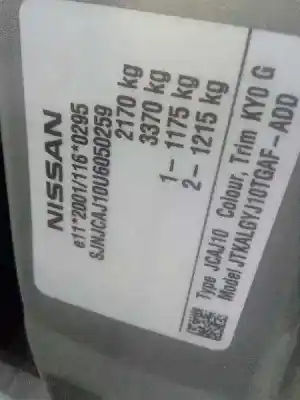 NISSAN
e11*2001/116*0295
SJNJCAJ10U6050259
2170 kg
3370 kg
1- 1175 kg
2- 1215 kg
Type JCAJ10 Colour, Trim KY0 G
Model JTKALGYJ10TGAF-ADD